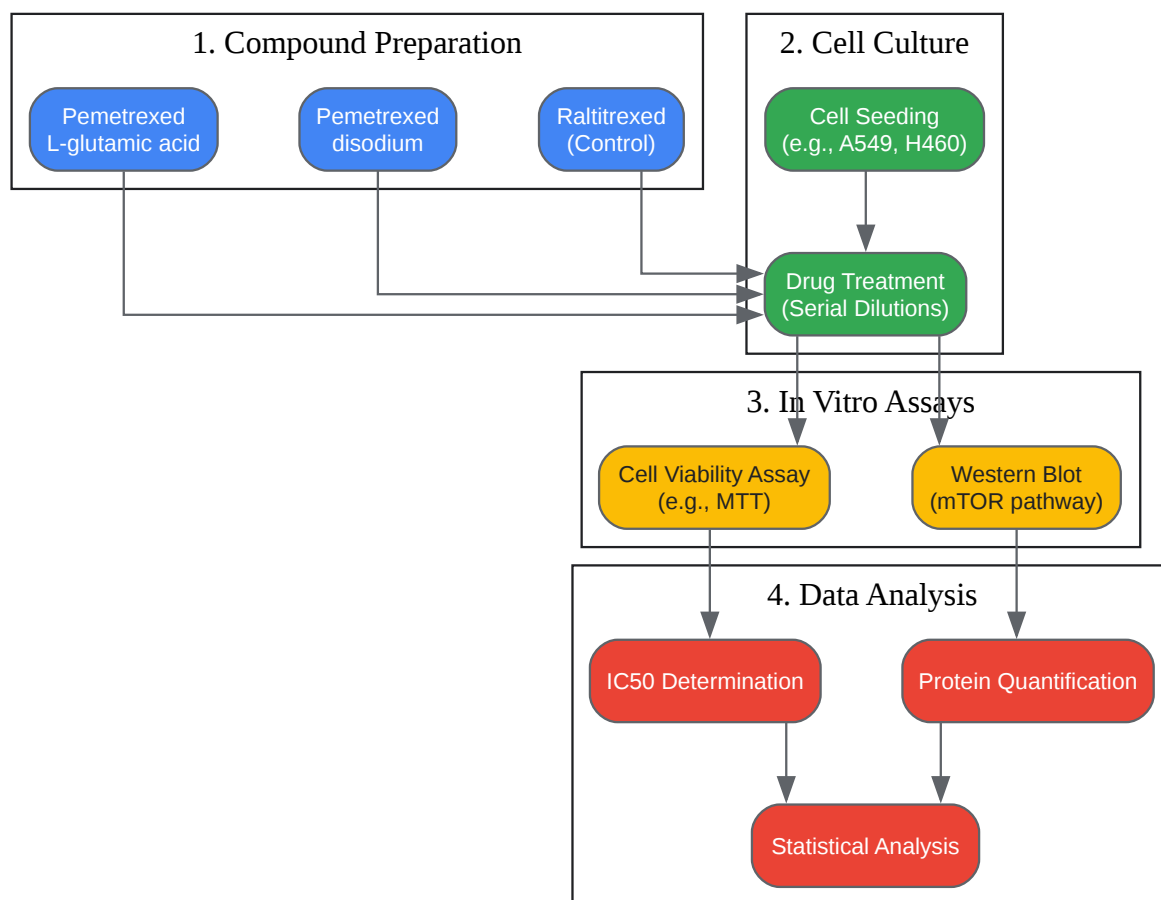 1. Compound Preparation
Pemetrexed
L-glutamic acid
Pemetrexed
disodium
Raltitrexed
(Control)
2. Cell Culture
Cell Seeding
(e.g., A549, H460)
Drug Treatment
(Serial Dilutions)
3. In Vitro Assays
Cell Viability Assay
(e.g., MTT)
Western Blot
(mTOR pathway)
4. Data Analysis
IC50 Determination
Protein Quantification
Statistical Analysis